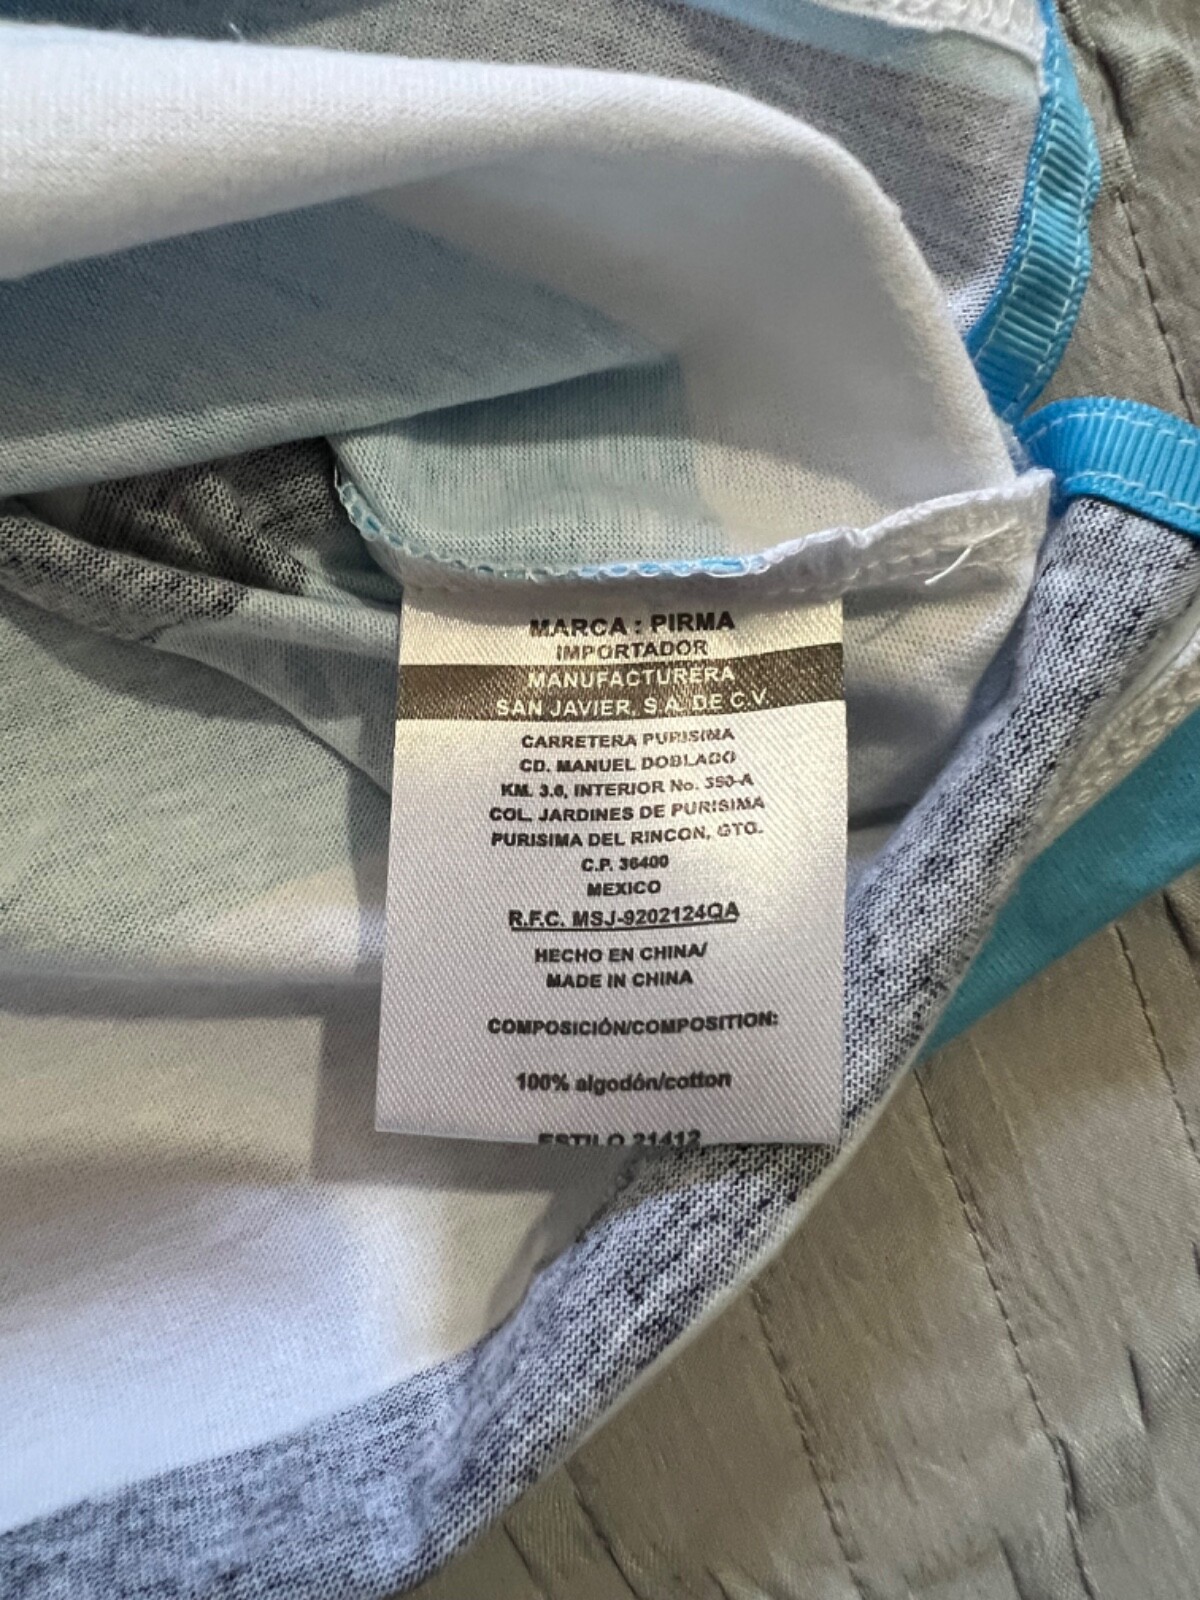 MARCA : PIRMA
IMPORTADOR
MANUFACTURERA
SAN JAVIER, S.A. DE C.V.
CARRETERA PURISIMA
CD. MANUEL DOBLADO
KM. 3.6, INTERIOR No. 350-A
COL. JARDINES DE PURISIMA
PURISIMA DEL RINCON, GTO.
C.P. 36400
MEXICO
R.F.C. MSJ-9202124QA
HECHO EN CHINA/
MADE IN CHINA
COMPOSICIÓN/COMPOSITION:
100% algodón/cotton
ESTILO 21412